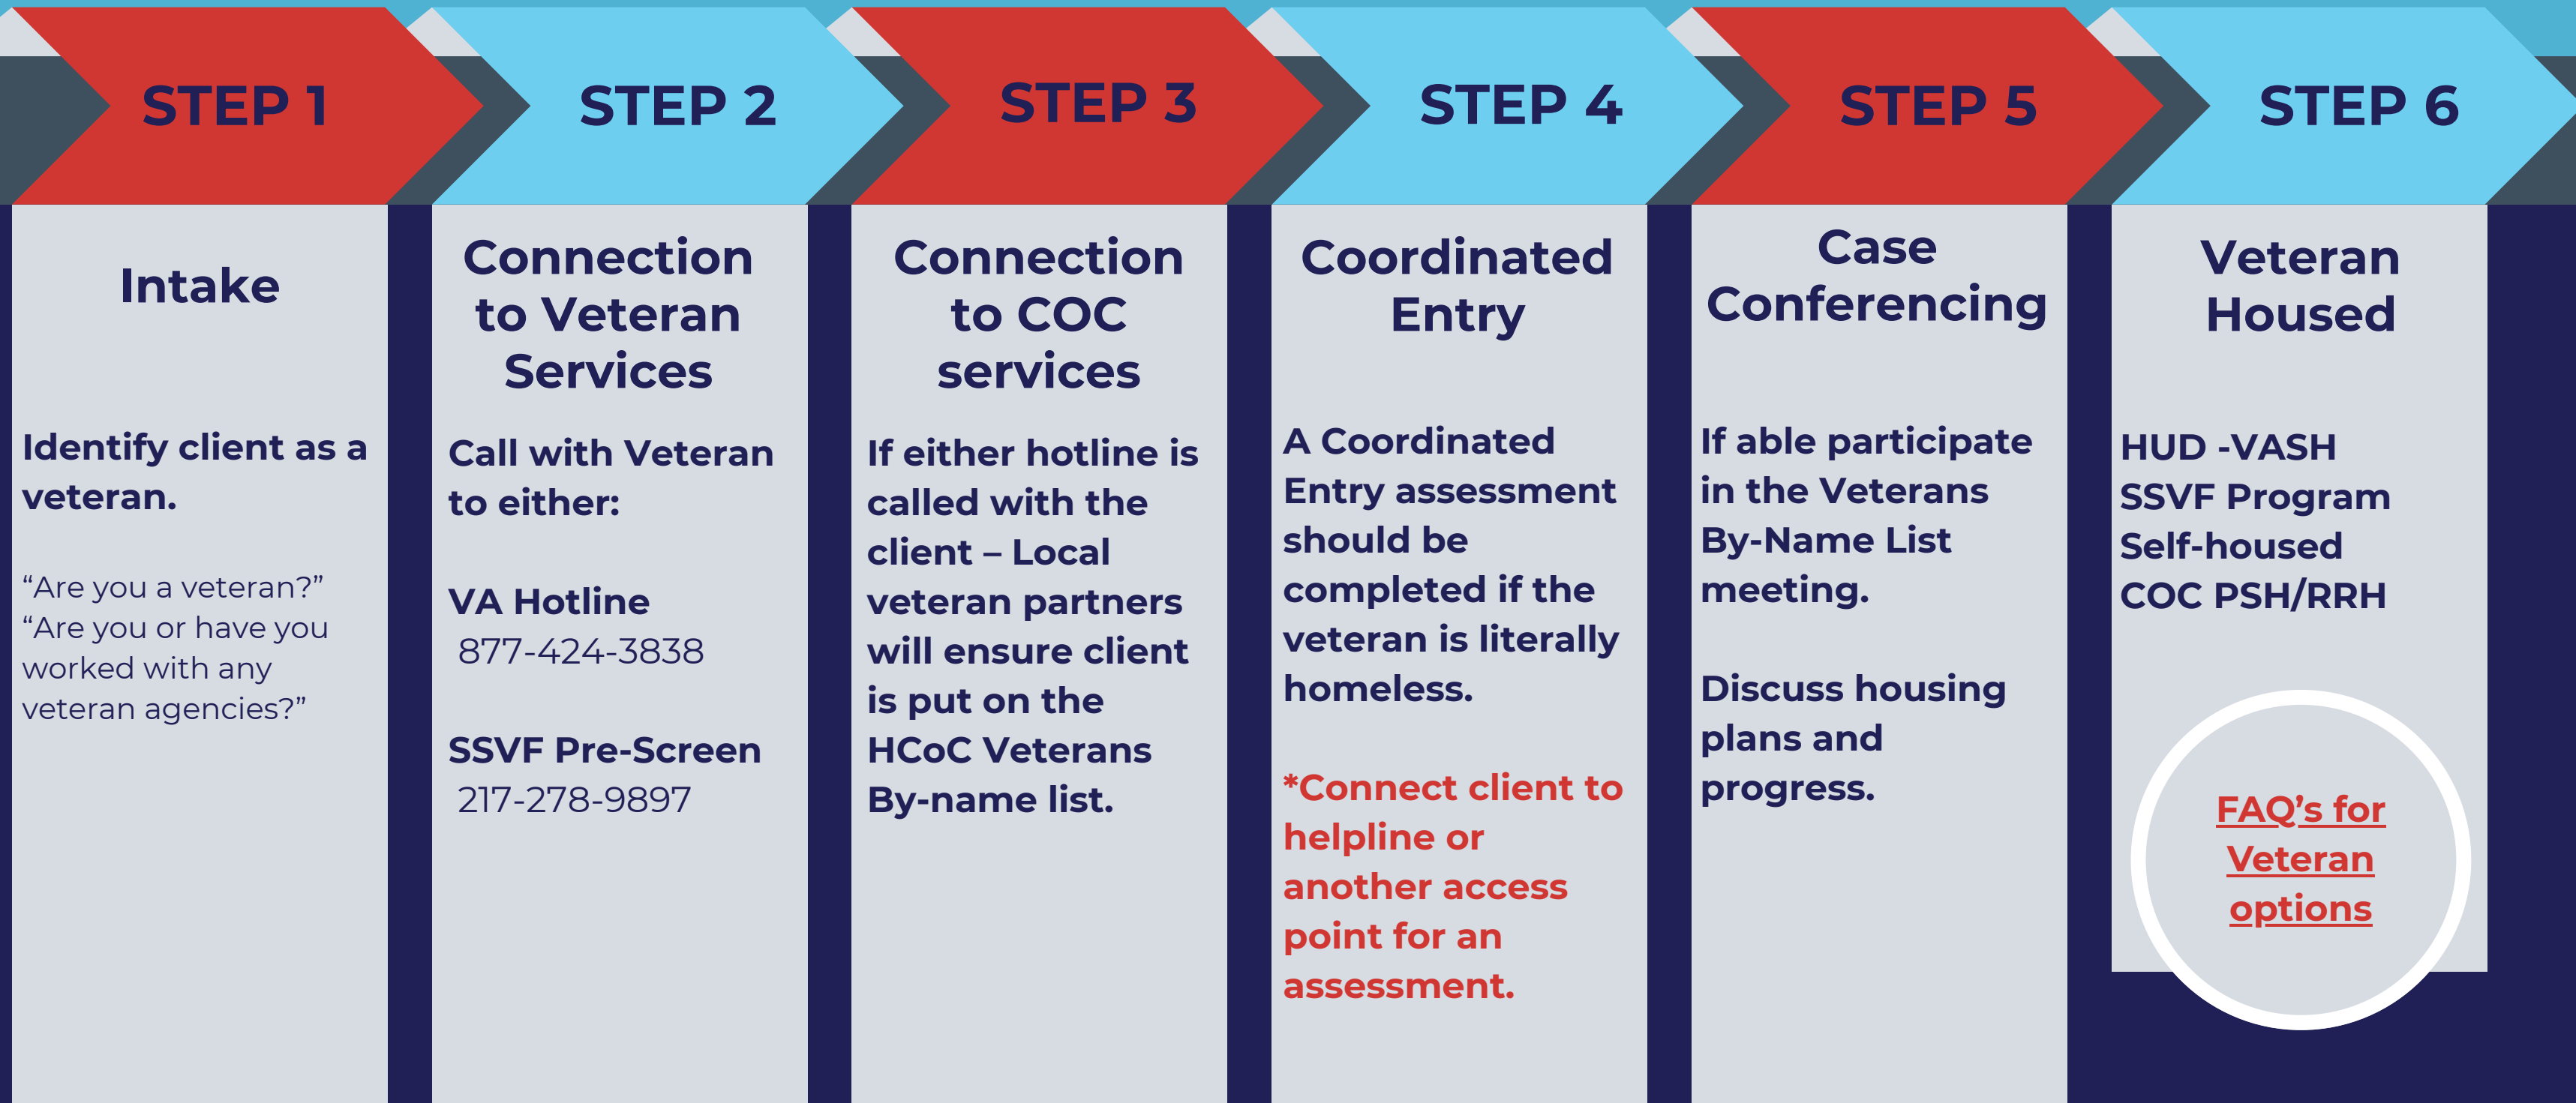 STEP 1
STEP 2
STEP 3
STEP 4
STEP 5
STEP 6
Intake
Identify client as a
veteran.
“Are you a veteran?”
“Are you or have you
worked with any
veteran agencies?”
Connection
to Veteran
Services
Call with Veteran
to either:
VA Hotline
877-424-3838
SSVF Pre-Screen
217-278-9897
Connection
to COC
services
If either hotline is
called with the
client – Local
veteran partners
will ensure client
is put on the
HCoC Veterans
By-name list.
Coordinated
Entry
A Coordinated
Entry assessment
should be
completed if the
veteran is literally
homeless.
*Connect client to
helpline or
another access
point for an
assessment.
Case
Conferencing
If able participate
in the Veterans
By-Name List
meeting.
Discuss housing
plans and
progress.
Veteran
Housed
HUD -VASH
SSVF Program
Self-housed
COC PSH/RRH
FAQ’s for
Veteran
options